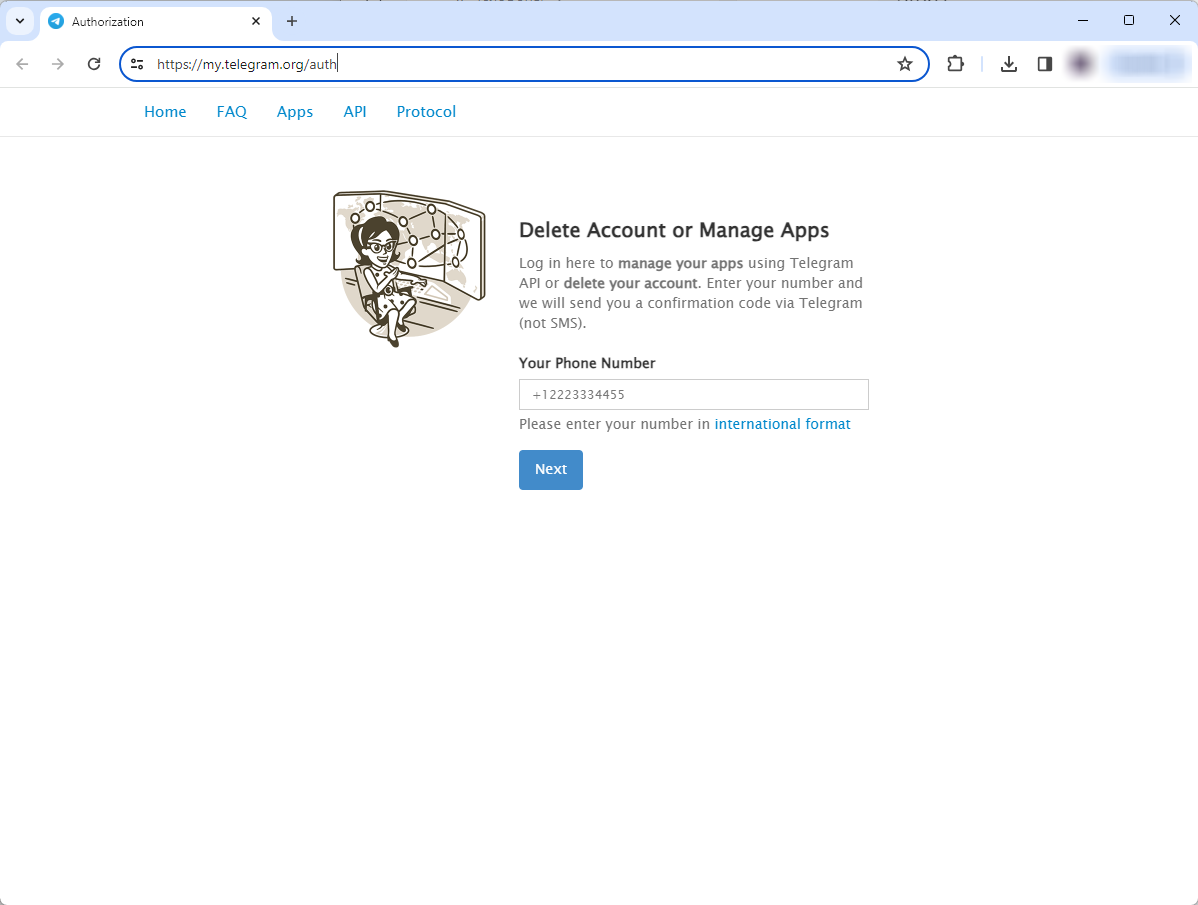 Authorization
https://my.telegram.org/auth
Home FAQ Apps API Protocol
Delete Account or Manage Apps
Log in here to manage your apps using Telegram
API or delete your account. Enter your number and
we will send you a confirmation code via Telegram
(not SMS).
Your Phone Number
+12223334455
Please enter your number in international format
Next